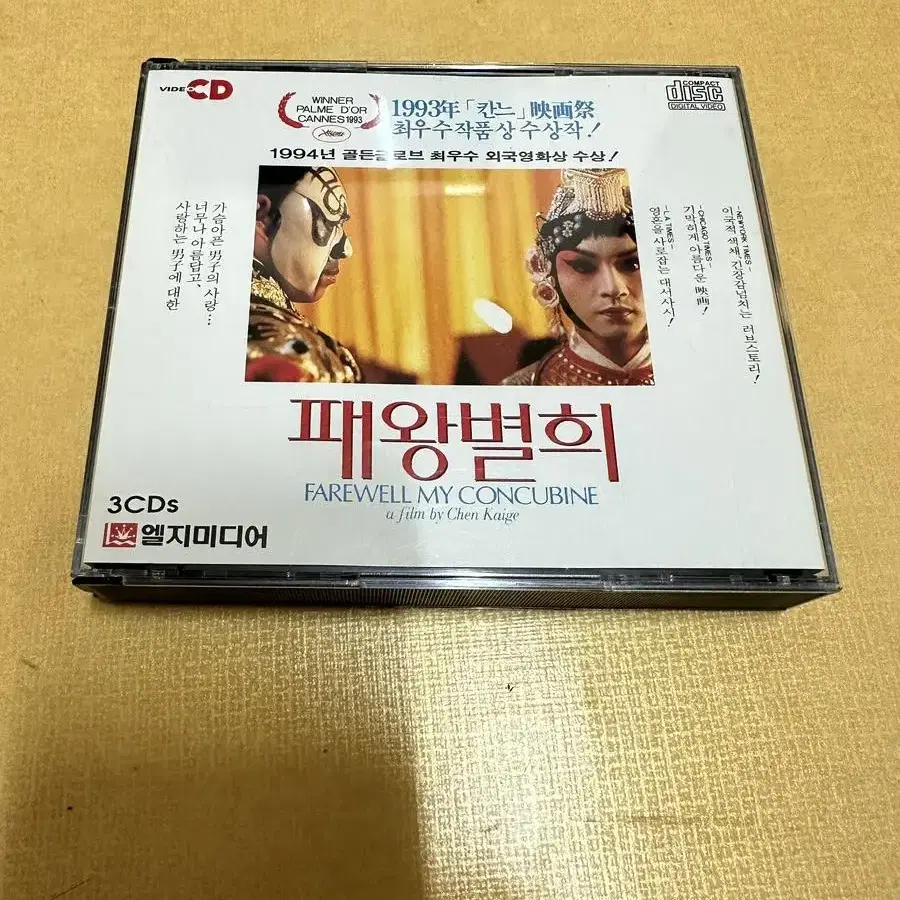 VIDEO CD
WINNER
PALME D'OR
CANNES 1993
1993年「칸느」映画祭
최우수작품상수상작!
COMPACT
disc
DIGITAL VIDEO
1994년 골든글로브 최우수 외국영화상 수상!
가슴아픈 男子의 사랑…
너무나 아름답고,
사랑하는 男子에 대한
-NEWYORK TIMES-
이국적 색채, 긴장감넘치는 러브스토리!
-CHICAGO TIMES-
기막히게 아름다운 映画!
-LA TIMES-
영혼을 사로잡는 대서사시!
패왕별희
FAREWELL MY CONCUBINE
a film by Chen Kaige
3CDs
엘지미디어